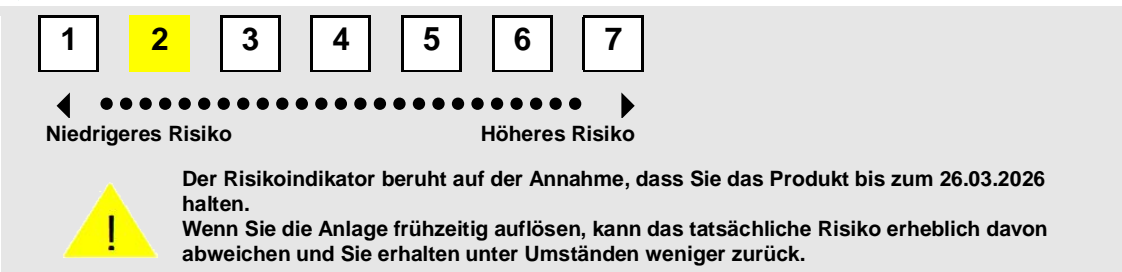 1 2 3 4 5 6 7
Niedrigeres Risiko Höheres Risiko
Der Risikoindikator beruht auf der Annahme, dass Sie das Produkt bis zum 26.03.2026
halten.
Wenn Sie die Anlage frühzeitig auflösen, kann das tatsächliche Risiko erheblich davon
abweichen und Sie erhalten unter Umständen weniger zurück.
!